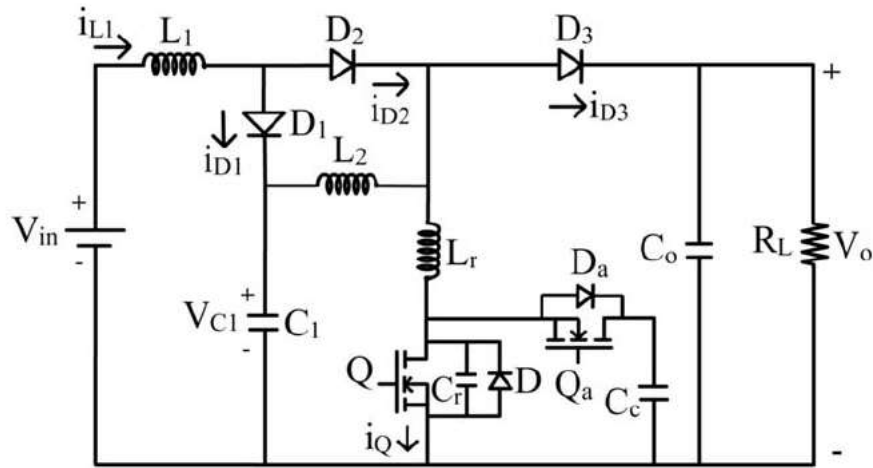 iL1 L1 D2 D3
+
iD2 iD3
D1
iD1 L2
+
Vin
-
Lr
Da
Co RL Vo
+
VC1 C1
-
Q Cr D Qa Cc
iQ
-